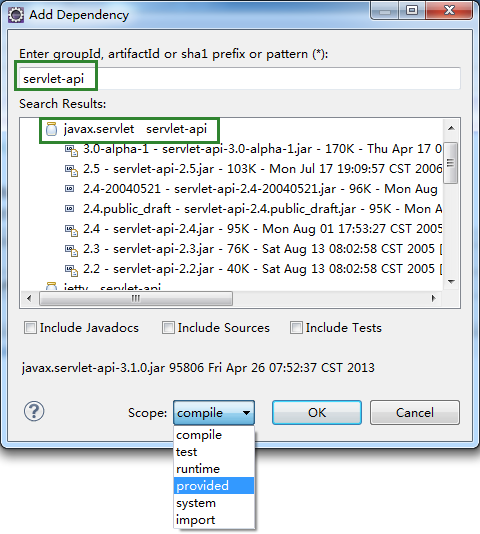 Add Dependency
Enter groupId, artifactId or sha1 prefix or pattern (*):
servlet-api
Search Results:
javax.servlet servlet-api
3.0-alpha-1 - servlet-api-3.0-alpha-1.jar - 170K - Thu Apr 17 0
2.5 - servlet-api-2.5.jar - 103K - Mon Jul 17 19:09:57 CST 2006
2.4-20040521 - servlet-api-2.4-20040521.jar - 96K - Mon Aug
2.4.public_draft - servlet-api-2.4.public_draft.jar - 95K - Mon
2.4 - servlet-api-2.4.jar - 95K - Mon Aug 01 17:53:27 CST 2005
2.3 - servlet-api-2.3.jar - 76K - Sat Aug 13 08:02:58 CST 2005 [
2.2 - servlet-api-2.2.jar - 40K - Sat Aug 13 08:02:58 CST 2005 [
jetty servlet-api
Include Javadocs Include Sources Include Tests
javax.servlet-api-3.1.0.jar 95806 Fri Apr 26 07:52:37 CST 2013
Scope: compile OK Cancel
compile
test
runtime
provided
system
import